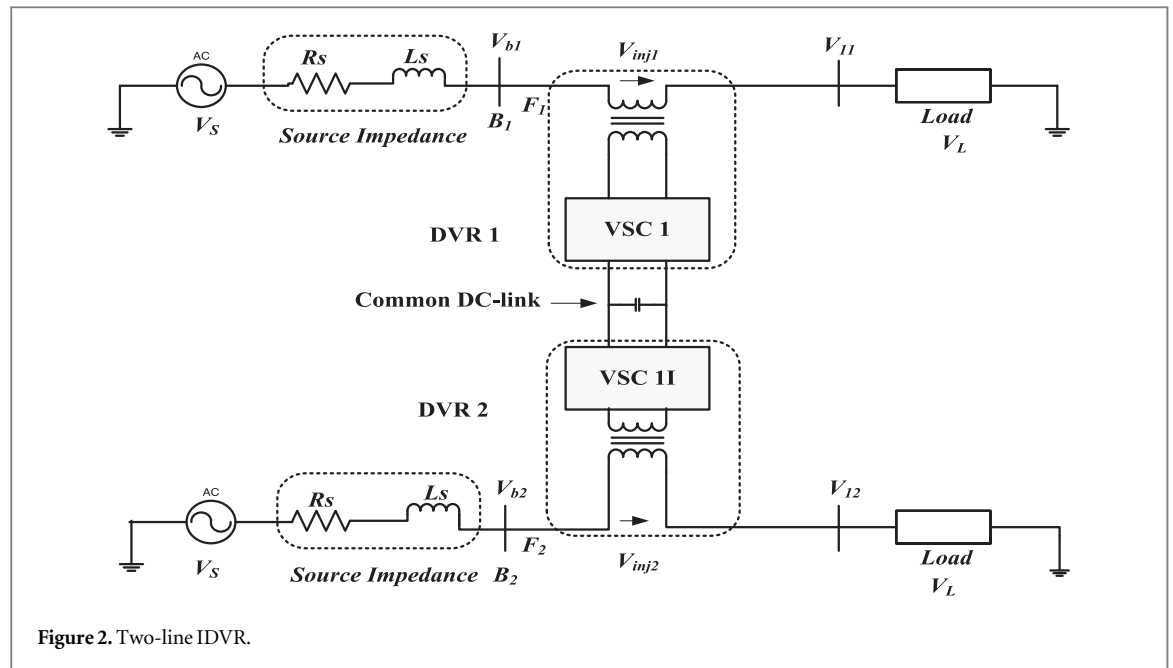 AC
Rs
Ls
V_b1
V_inj1
V_11
V_S
Source Impedance
B_1
F_1
Load
V_L
VSC 1
DVR 1
Common DC-link
VSC 1I
DVR 2
AC
Rs
Ls
V_b2
V_12
V_S
Source Impedance
B_2
F_2
V_inj2
Load
V_L
Figure 2. Two-line IDVR.